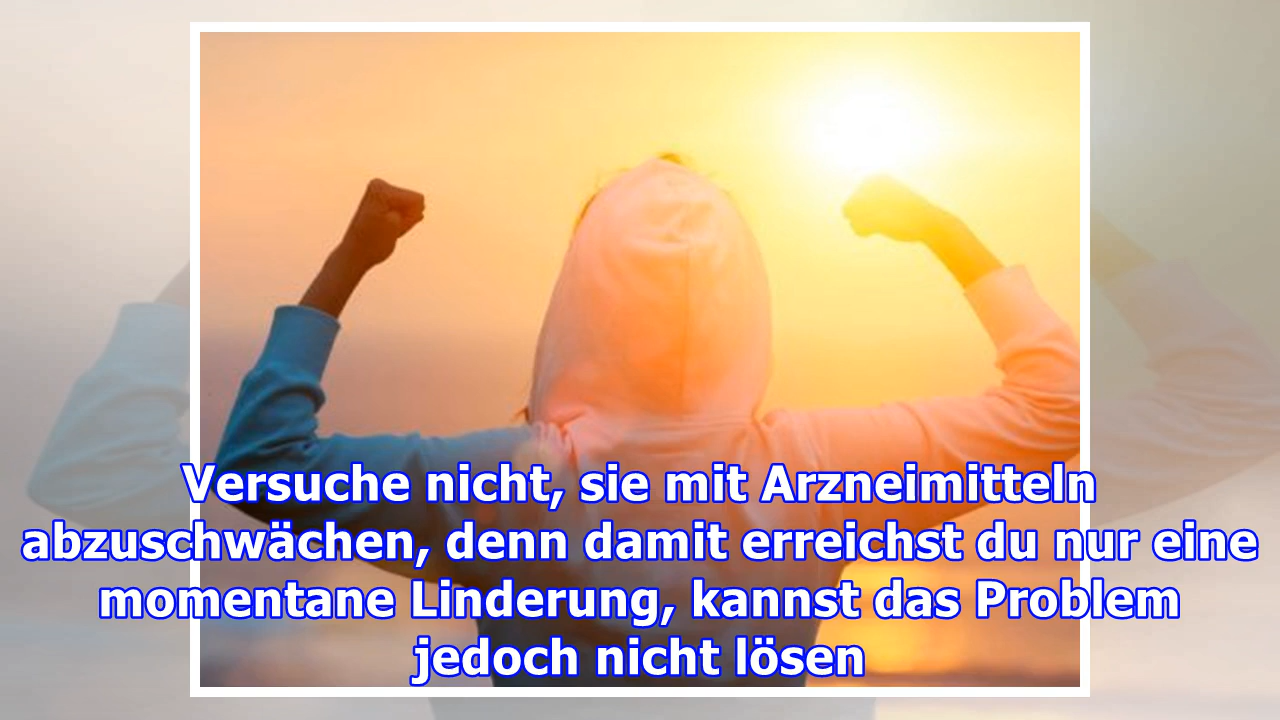 Versuche nicht, sie mit Arzneimitteln
abzuschwächen, denn damit erreichst du nur eine
momentane Linderung, kannst das Problem
jedoch nicht lösen